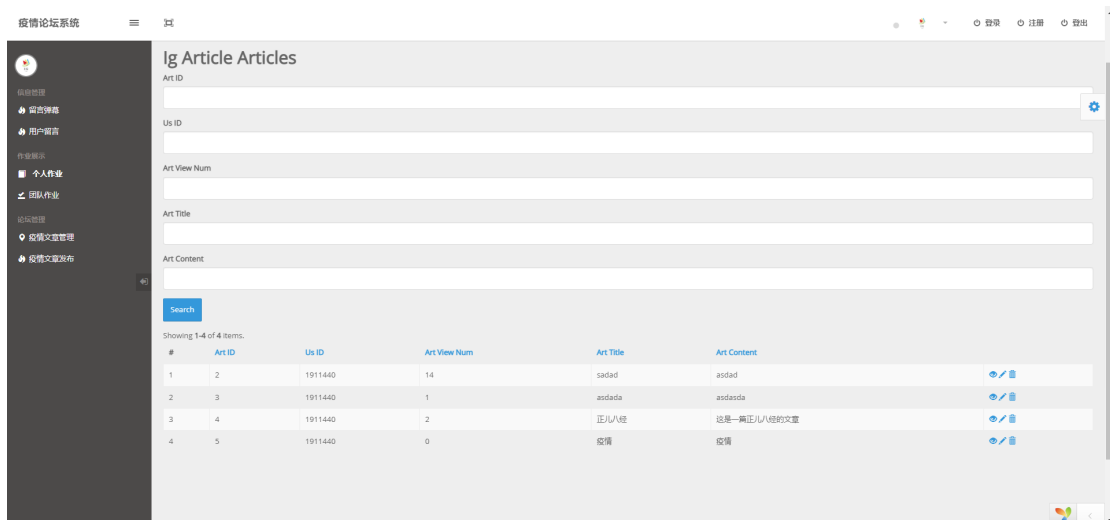 疫情论坛系统
登录 注册 登出
信息管理
留言弹幕
用户留言
作业展示
个人作业
团队作业
论坛管理
疫情文章管理
疫情文章发布
Ig Article Articles
Art ID
Us ID
Art View Num
Art Title
Art Content
Search
Showing 1-4 of 4 items.
# Art ID Us ID Art View Num Art Title Art Content
1 2 1911440 14 sadad asdad
2 3 1911440 1 asdada asdasda
3 4 1911440 2 正儿八经 这是一篇正儿八经的文章
4 5 1911440 0 疫情 疫情